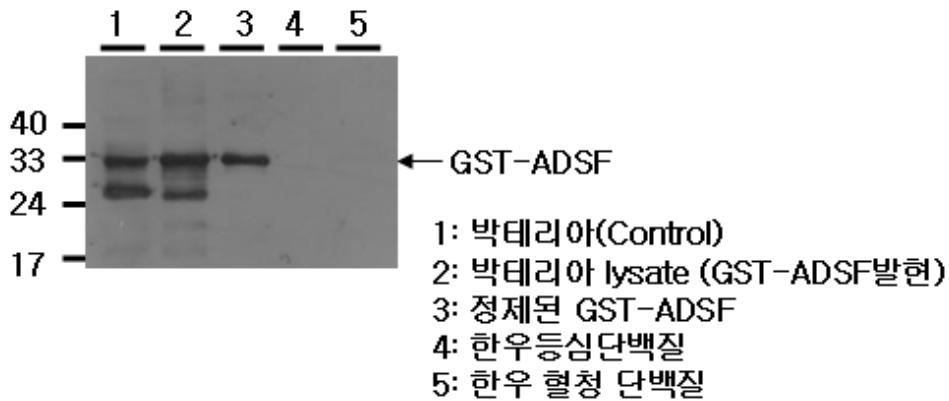 1 2 3 4 5
40
33
GST-ADSF
24
17
1: 박테리아(Control)
2: 박테리아 lysate (GST-ADSF발현)
3: 정제된 GST-ADSF
4: 한우등심단백질
5: 한우 혈청 단백질